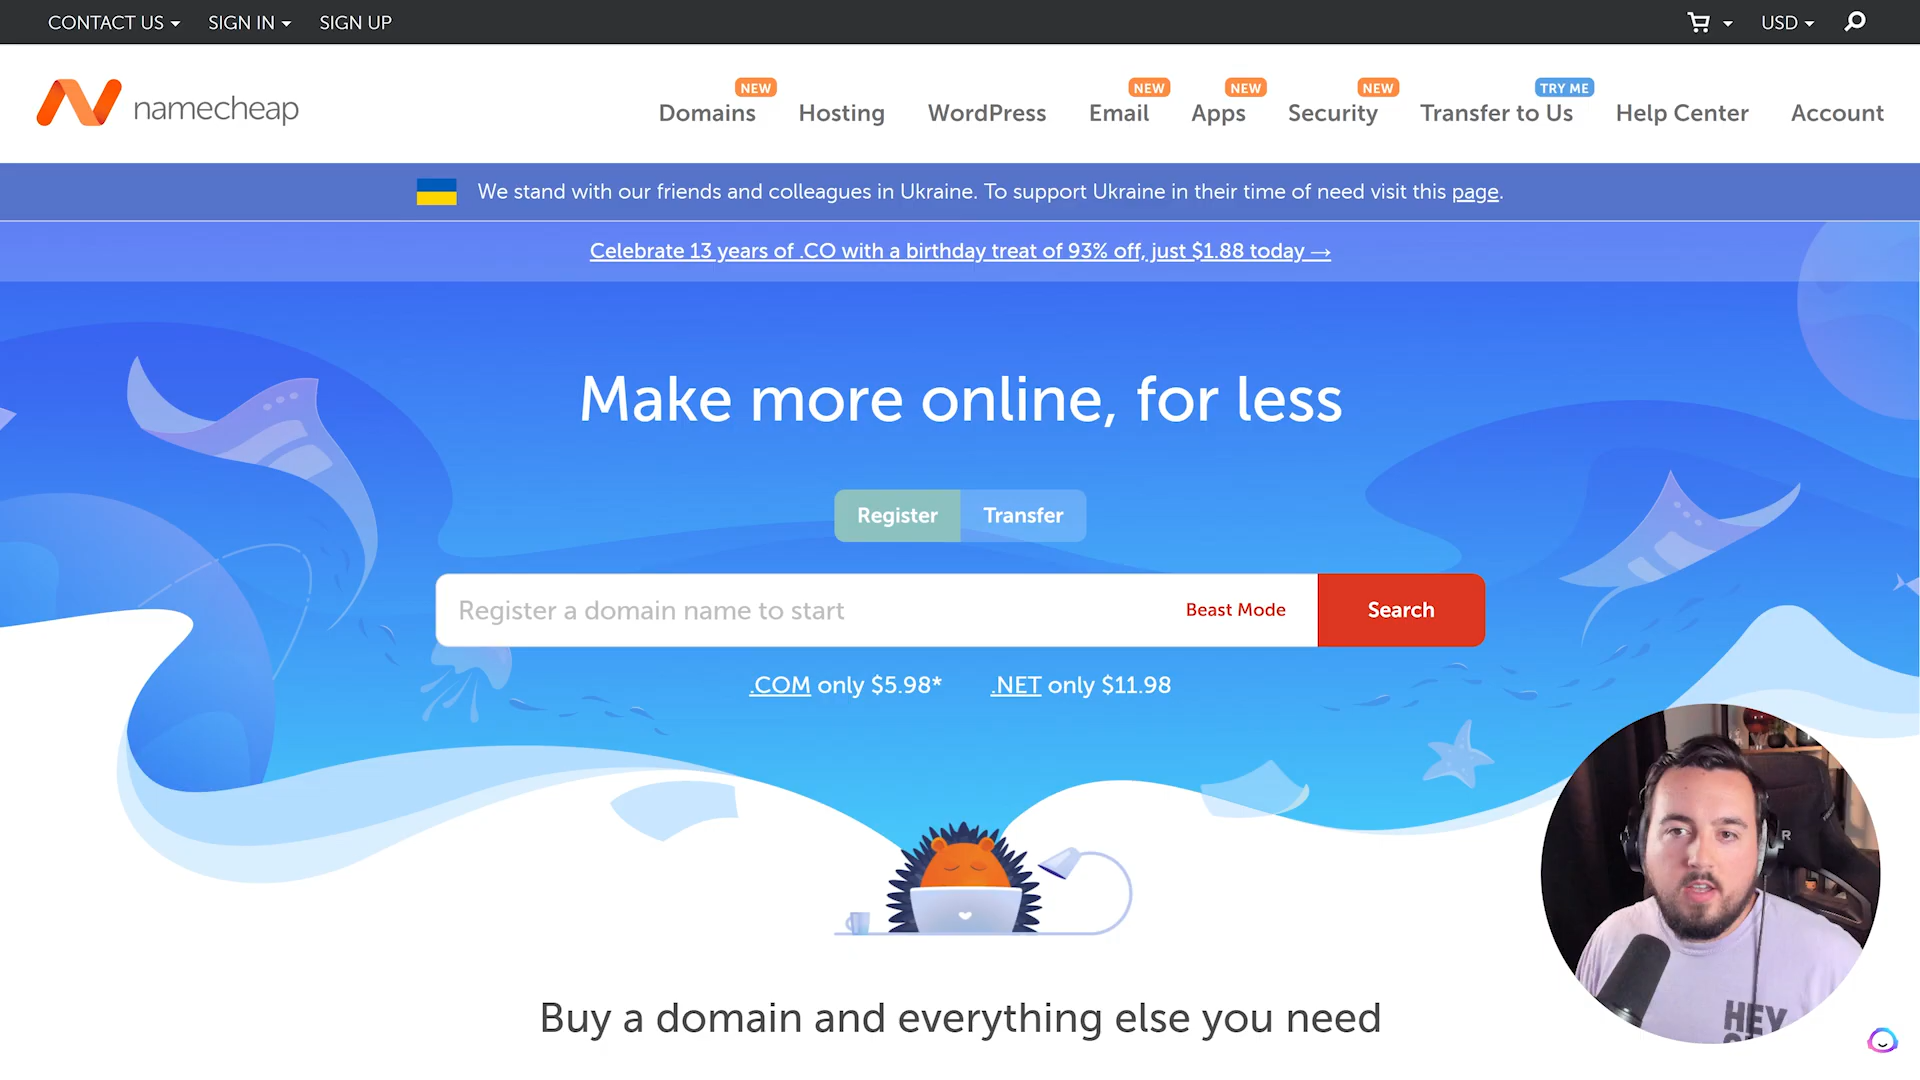 CONTACT US
SIGN IN
SIGN UP
USD
namecheap
NEW
NEW
NEW
NEW
TRY ME
Domains
Hosting
WordPress
Email
Apps
Security
Transfer to Us
Help Center
Account
We stand with our friends and colleagues in Ukraine. To support Ukraine in their time of need visit this page.
Celebrate 13 years of .CO with a birthday treat of 93% off, just $1.88 today →
Make more online, for less
Register
Transfer
Register a domain name to start
Beast Mode
Search
.COM only $5.98*
.NET only $11.98
R
HEY
Buy a domain and everything else you need